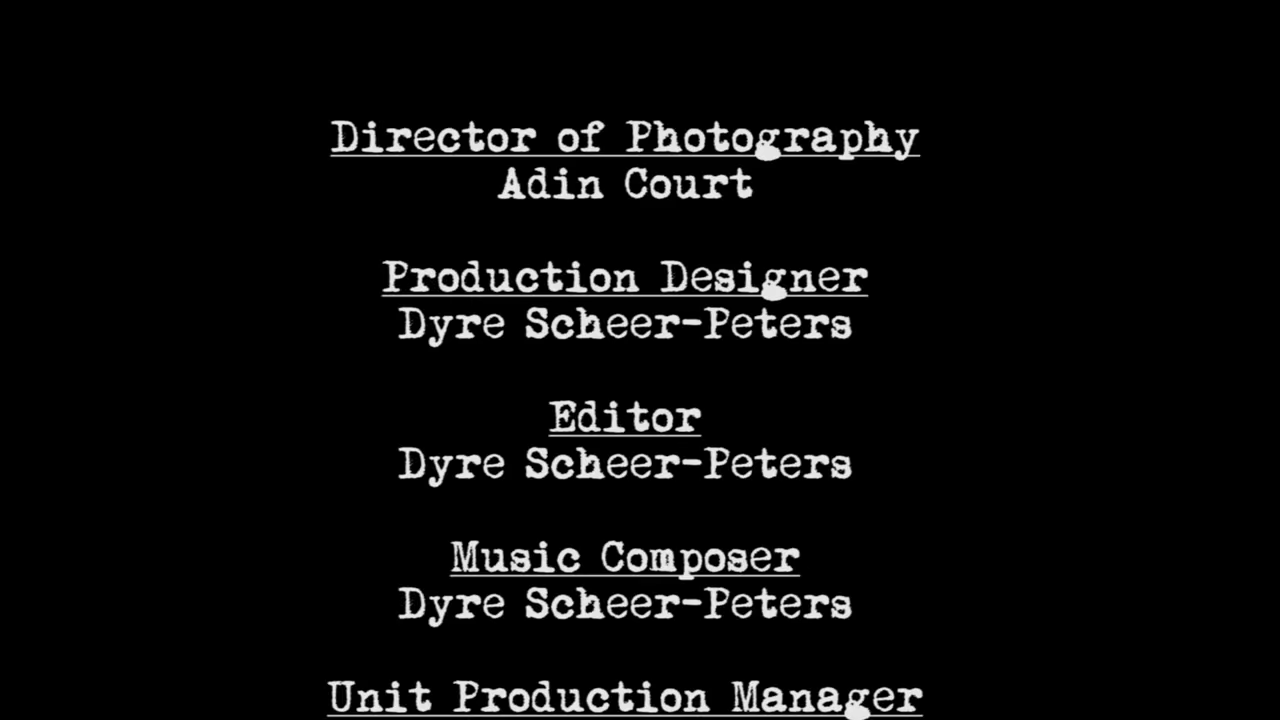 Director of Photography
Adin Court
Production Designer
Dyre Scheer-Peters
Editor
Dyre Scheer-Peters
Music Composer
Dyre Scheer-Peters
Unit Production Manager